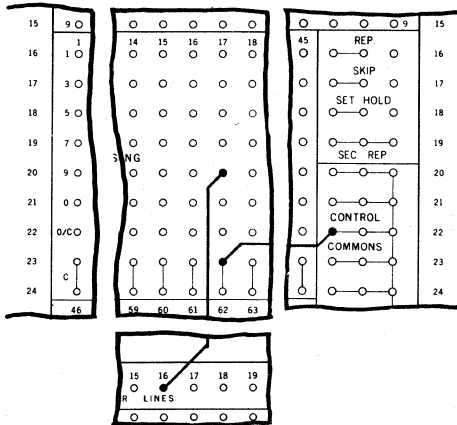 15 9 9 15
1 14 15 16 17 18 45 REP.
16 1 16
SKIP
17 3 17
SET HOLD
18 5 18
19 7 19
S NG SEC. REP
20 9 20
21 0 21
CONTROL
22 0/C 22
COMMONS
23 23
C
24 24
46 59 60 61 62 63
15 16 17 18 19
R LINES